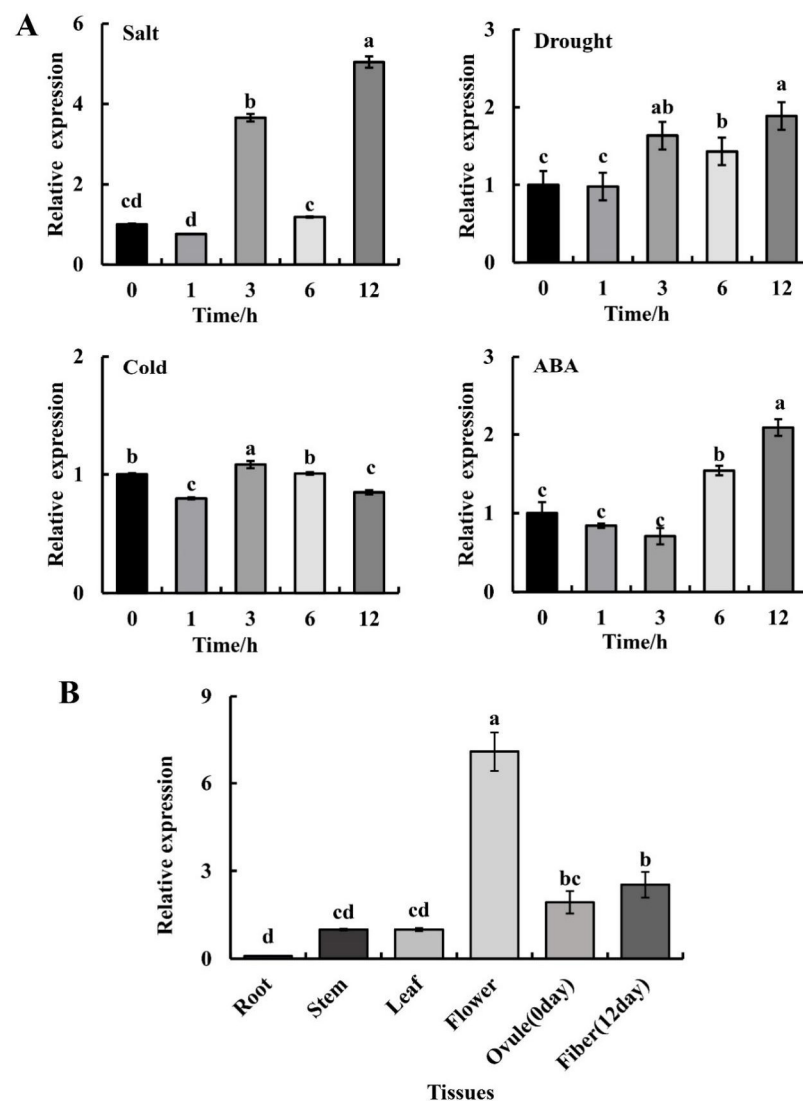 A
Salt
Relative expression
6
4
2
0
cd
d
b
c
a
0 1 3 6 12
Time/h
Drought
Relative expression
3
2
1
0
c
c
ab
b
a
0 1 3 6 12
Time/h
Cold
Relative expression
2
1
0
b
c
a
b
c
0 1 3 6 12
Time/h
ABA
Relative expression
3
2
1
0
c
c
c
b
a
0 1 3 6 12
Time/h
B
Relative expression
9
6
3
0
d
cd
cd
a
bc
b
Root
Stem
Leaf
Flower
Ovule(0day)
Fiber(12day)
Tissues